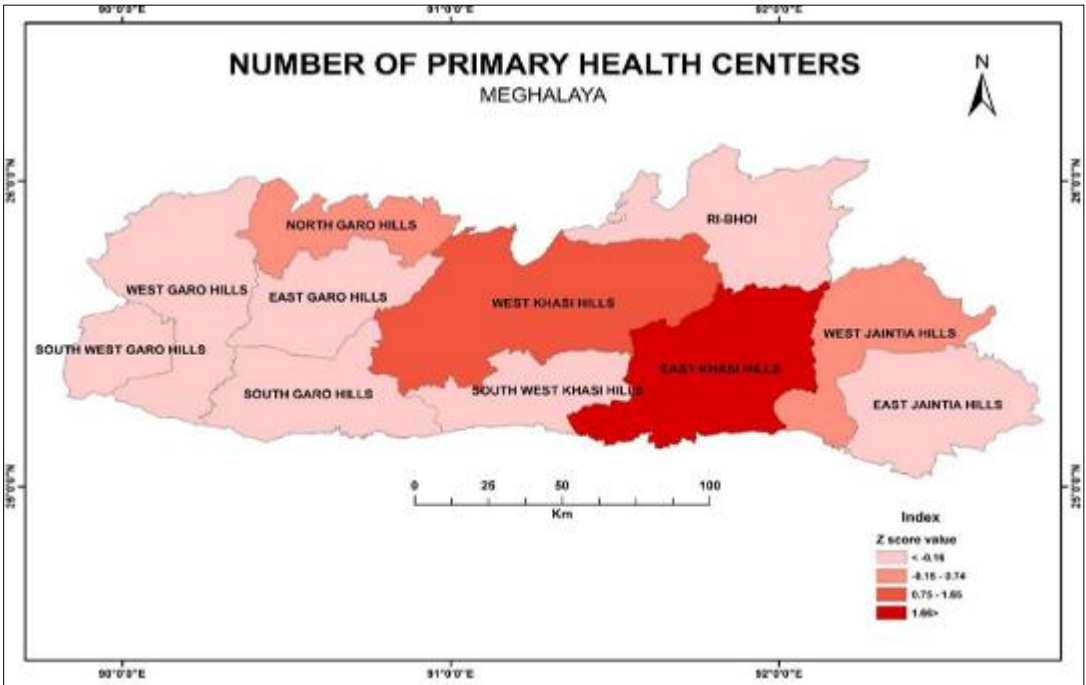 90°0'0"E 91°0'0"E 92°0'0"E
NUMBER OF PRIMARY HEALTH CENTERS
MEGHALAYA
N
26°0'0"N 26°0'0"N
NORTH GARO HILLS
RI-BHOI
WEST GARO HILLS
EAST GARO HILLS
WEST KHASI HILLS
WEST JAINTIA HILLS
SOUTH WEST GARO HILLS
EAST KHASI HILLS
SOUTH GARO HILLS
SOUTH WEST KHASI HILLS
EAST JAINTIA HILLS
0 25 50 100
Km
25°0'0"N 25°0'0"N
Index
Z score value
< -0.16
-0.15 - 0.74
0.75 - 1.65
1.66>
90°0'0"E 91°0'0"E 92°0'0"E